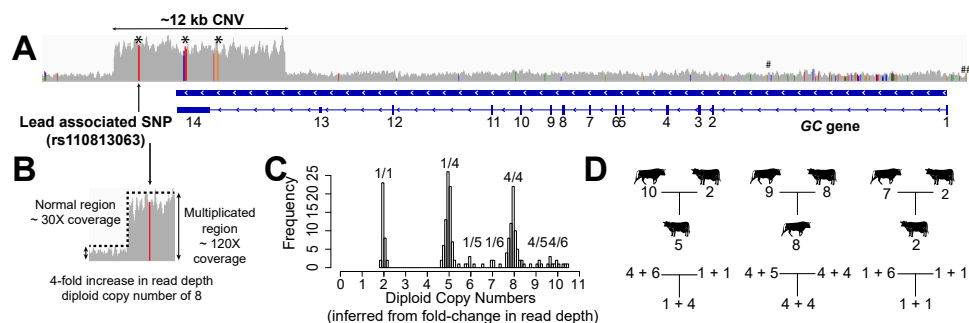 ~12 kb CNV
A
* * *
#
##
14 13 12 11 10 9 8 7 6 5 4 3 2 1
GC gene
Lead associated SNP
(rs110813063)
B
Normal region
~ 30X coverage
Multiplicated
region
~ 120X
coverage
4-fold increase in read depth
diploid copy number of 8
C
Frequency
25
20
15
10
5
0
1/1
1/4
4/4
1/5 1/6 4/5 4/6
0 1 2 3 4 5 6 7 8 9 10 11
Diploid Copy Numbers
(inferred from fold-change in read depth)
D
10 2 9 8 7 2
5 8 2
4 + 6 1 + 1 4 + 5 4 + 4 1 + 6 1 + 1
1 + 4 4 + 4 1 + 1